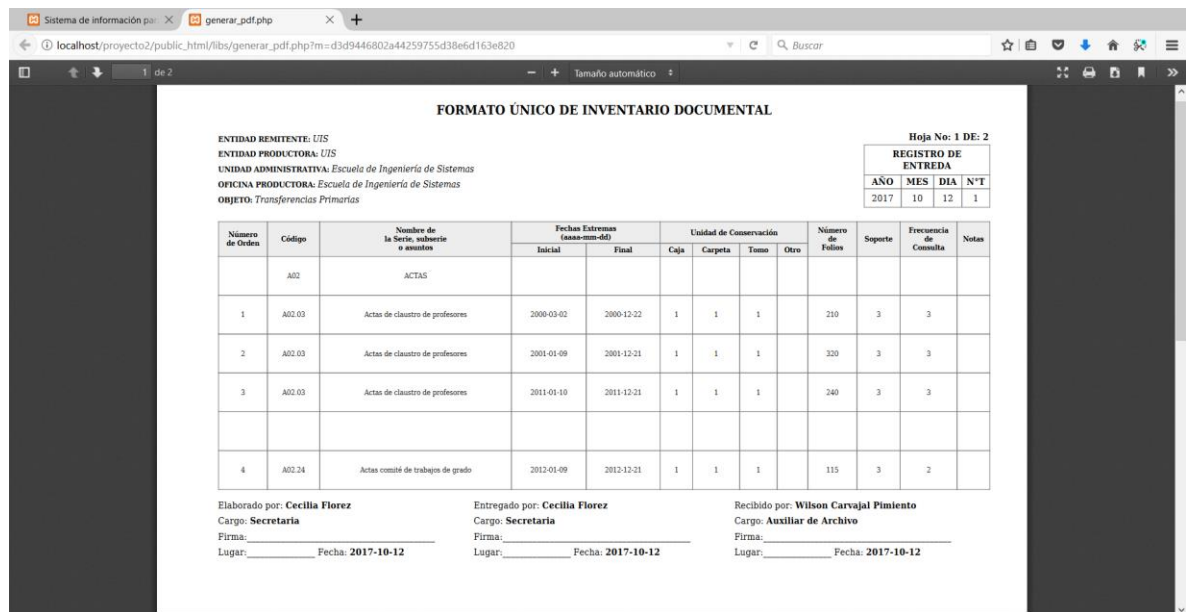 Sistema de información par
generar_pdf.php
localhost/proyecto2/public_html/libs/generar_pdf.php?m=d3d9446802a44259755d38e6d163e820
Buscar
1 de 2
Tamaño automático
FORMATO ÚNICO DE INVENTARIO DOCUMENTAL
Hoja No: 1 DE: 2
ENTIDAD REMITENTE: UIS
ENTIDAD PRODUCTORA: UIS
UNIDAD ADMINISTRATIVA: Escuela de Ingeniería de Sistemas
OFICINA PRODUCTORA: Escuela de Ingeniería de Sistemas
OBJETO: Transferencias Primarias
REGISTRO DE
ENTREDA
AÑO MES DIA N°T
2017 10 12 1
Número de Orden Código Nombre de la Serie, subserie o asuntos Fechas Extremas (aaaa-mm-dd) Unidad de Conservación Número de Folios Soporte Frecuencia de Consulta Notas
Inicial Final Caja Carpeta Tomo Otro
A02 ACTAS
1 A02.03 Actas de claustro de profesores 2000-03-02 2000-12-22 1 1 1 210 3 3
2 A02.03 Actas de claustro de profesores 2001-01-09 2001-12-21 1 1 1 320 3 3
3 A02.03 Actas de claustro de profesores 2011-01-10 2011-12-21 1 1 1 240 3 3
4 A02.24 Actas comité de trabajos de grado 2012-01-09 2012-12-21 1 1 1 115 3 2
Elaborado por: Cecilia Florez Entregado por: Cecilia Florez Recibido por: Wilson Carvajal Pimiento
Cargo: Secretaria Cargo: Secretaria Cargo: Auxiliar de Archivo
Firma: Firma: Firma:
Lugar: Fecha: 2017-10-12 Lugar: Fecha: 2017-10-12 Lugar: Fecha: 2017-10-12